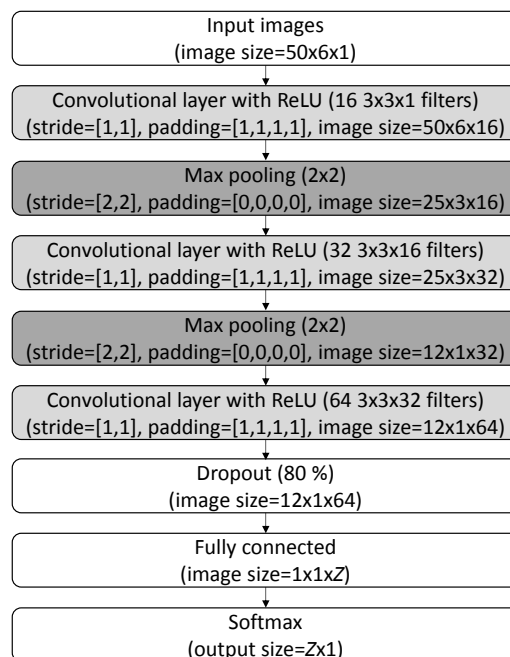 Input images
(image size=50x6x1)
Convolutional layer with ReLU (16 3x3x1 filters)
(stride=[1,1], padding=[1,1,1,1], image size=50x6x16)
Max pooling (2x2)
(stride=[2,2], padding=[0,0,0,0], image size=25x3x16)
Convolutional layer with ReLU (32 3x3x16 filters)
(stride=[1,1], padding=[1,1,1,1], image size=25x3x32)
Max pooling (2x2)
(stride=[2,2], padding=[0,0,0,0], image size=12x1x32)
Convolutional layer with ReLU (64 3x3x32 filters)
(stride=[1,1], padding=[1,1,1,1], image size=12x1x64)
Dropout (80 %)
(image size=12x1x64)
Fully connected
(image size=1x1xZ)
Softmax
(output size=Zx1)